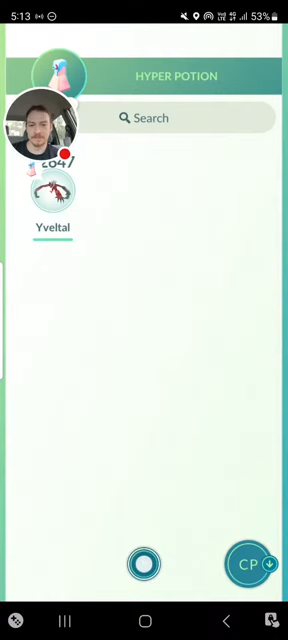 5:13
53%
HYPER POTION
Search
Yveltal
CP